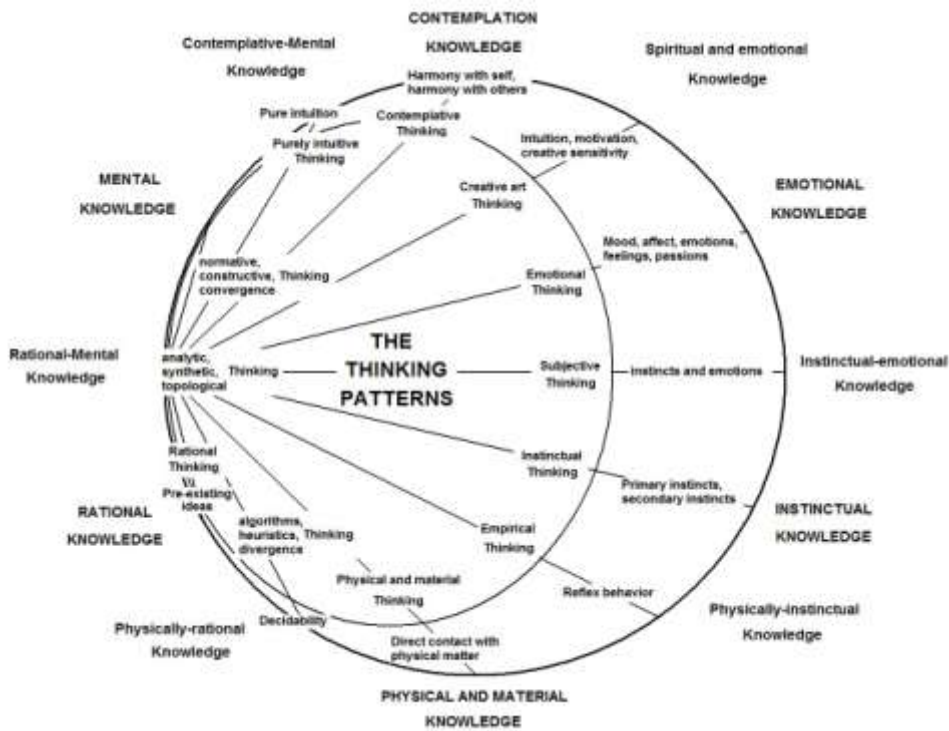 CONTEMPLATION
KNOWLEDGE
Contemplative-Mental
Knowledge
Spiritual and emotional
Knowledge
Harmony with self,
harmony with others
Pure intuition
Contemplative
Thinking
Purely intuitive
Thinking
Intuition, motivation,
creative sensitivity
MENTAL
KNOWLEDGE
Creative art
Thinking
EMOTIONAL
KNOWLEDGE
Mood, affect, emotions,
feelings, passions
normative,
constructive, Thinking
convergence
Emotional
Thinking
Rational-Mental
Knowledge
analytic,
synthetic, Thinking
topological
THE
THINKING
PATTERNS
Subjective
Thinking
instincts and emotions
Instinctual-emotional
Knowledge
Rational
Thinking
Instinctual
Thinking
Primary instincts,
secondary instincts
Pre-existing
ideas
RATIONAL
KNOWLEDGE
INSTINCTUAL
KNOWLEDGE
algorithms,
heuristics, Thinking
divergence
Empirical
Thinking
Physical and material
Thinking
Reflex behavior
Physically-instinctual
Knowledge
Physically-rational
Knowledge
Decidability
Direct contact with
physical matter
PHYSICAL AND MATERIAL
KNOWLEDGE